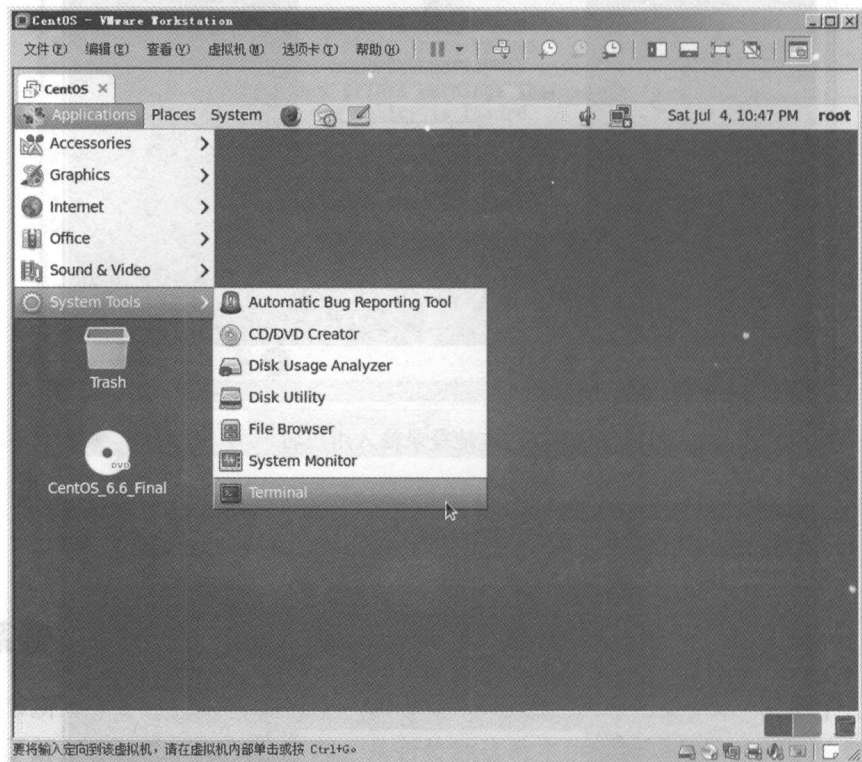 CentOS - VMware Workstation
文件(F) 编辑(E) 查看(V) 虚拟机(M) 选项卡(T) 帮助(H)
CentOS ×
Applications Places System Sat Jul 4, 10:47 PM root
Accessories
Graphics
Internet
Office
Sound & Video
System Tools
Automatic Bug Reporting Tool
CD/DVD Creator
Disk Usage Analyzer
Disk Utility
File Browser
System Monitor
Terminal
Trash
DVD
CentOS_6.6_Final
要将输入定向到该虚拟机，请在虚拟机内部单击或按 Ctrl+G。